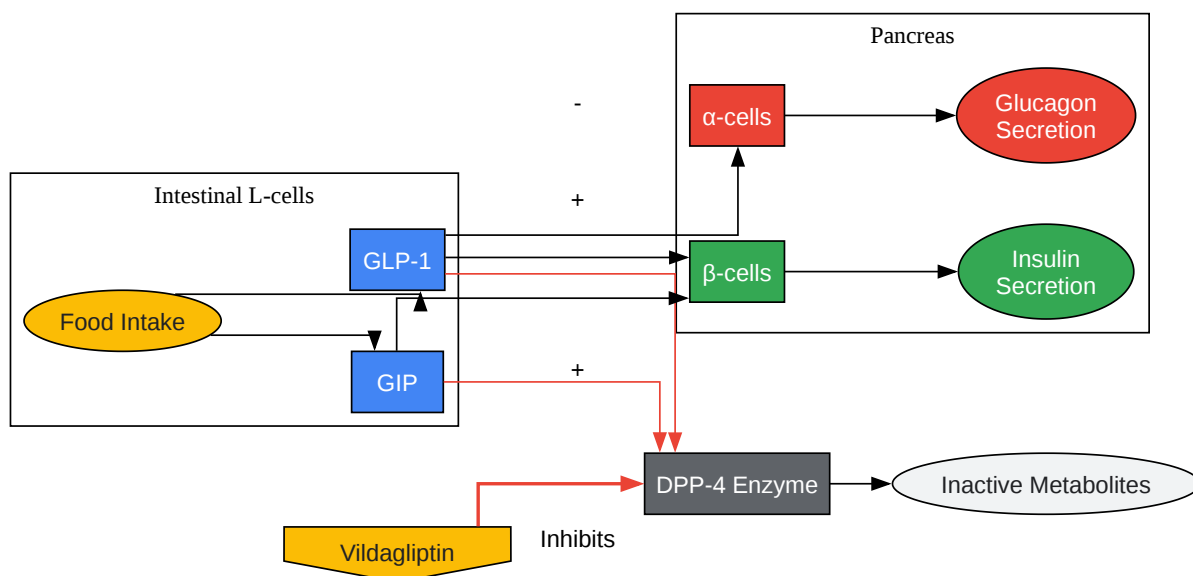 Pancreas
-
α-cells
Glucagon
Secretion
Intestinal L-cells
+
GLP-1
β-cells
Insulin
Secretion
Food Intake
GIP
+
DPP-4 Enzyme
Inactive Metabolites
Vildagliptin
Inhibits